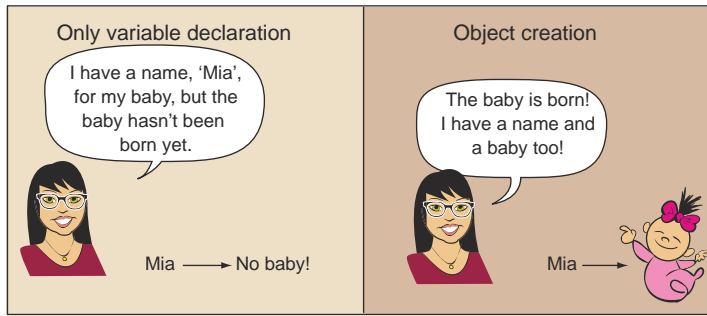 Only variable declaration
I have a name, ‘Mia’,
for my baby, but the
baby hasn’t been
born yet.
Mia
No baby!
Object creation
The baby is born!
I have a name and
a baby too!
Mia